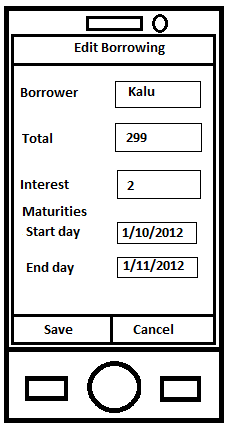 Edit Borrowing
Borrower Kalu
Total 299
Interest 2
Maturities
Start day 1/10/2012
End day 1/11/2012
Save Cancel